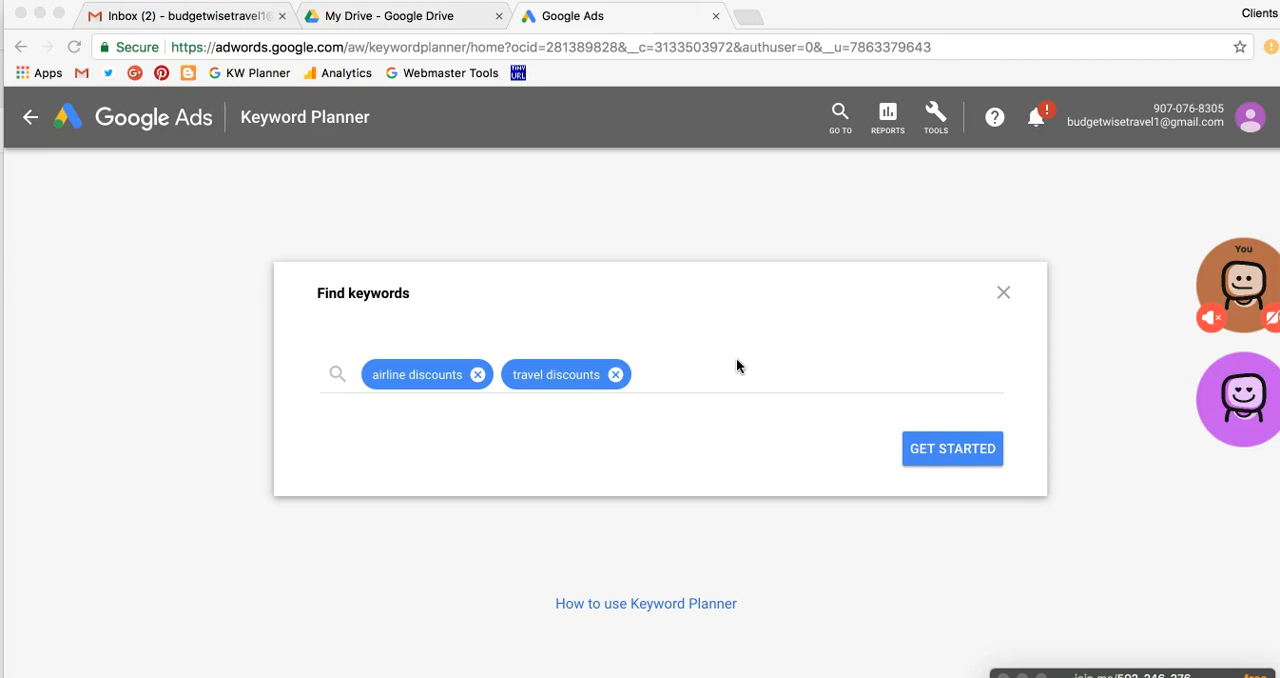 Inbox (2) - budgetwisetravel1@
My Drive - Google Drive
Google Ads
Clients
Secure
https://adwords.google.com/aw/keywordplanner/home?ocid=281389828&__c=3133503972&authuser=0&__u=7863379643
Apps
KW Planner
Analytics
Webmaster Tools
TINY
URL
Google Ads
Keyword Planner
GO TO
REPORTS
TOOLS
907-076-8305
budgetwisetravel1@gmail.com
You
Find keywords
airline discounts
travel discounts
GET STARTED
How to use Keyword Planner